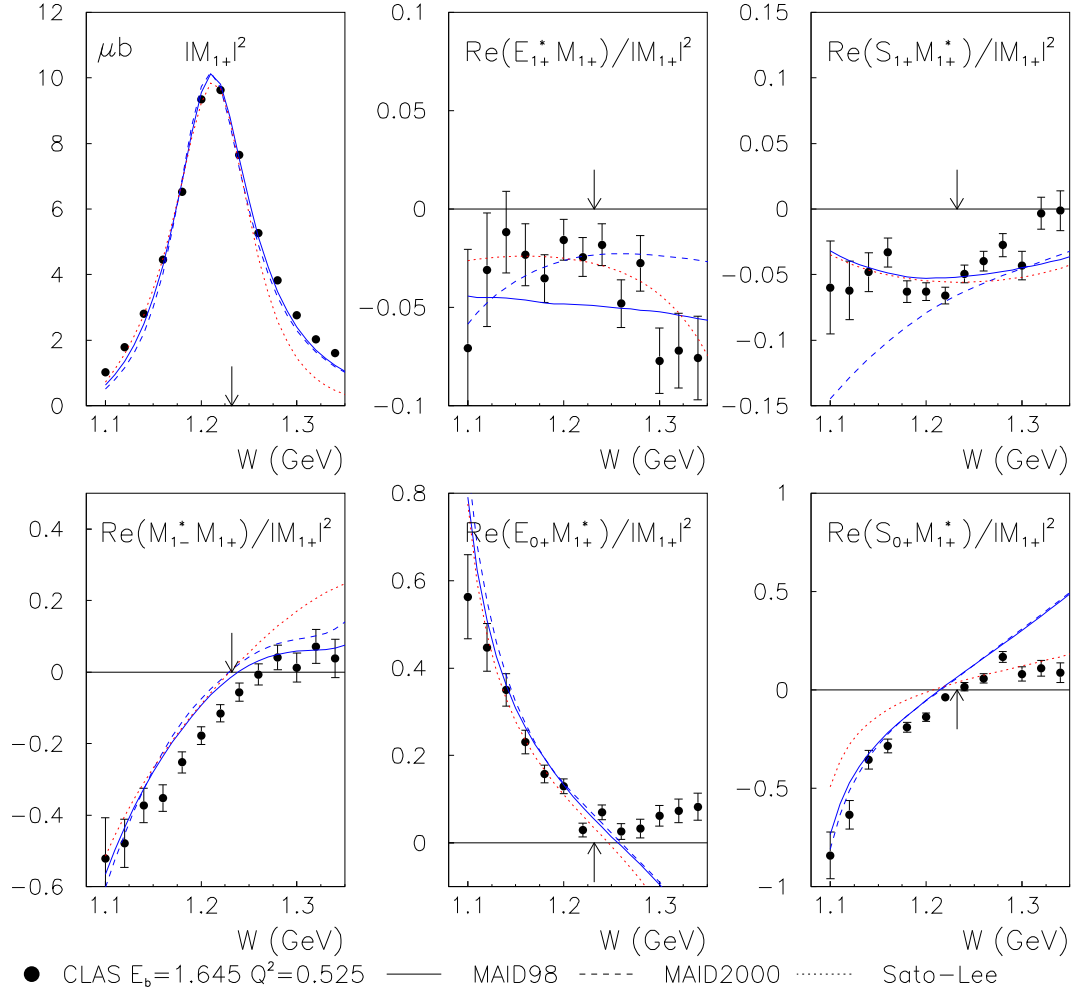 μb |M₁₊|²
12
10
8
6
4
2
0
1.1 1.2 1.3
W (GeV)
Re(E*₁₊ M₁₊)/|M₁₊|²
0.1
0.05
0
−0.05
−0.1
1.1 1.2 1.3
W (GeV)
Re(S₁₊ M*₁₊)/|M₁₊|²
0.15
0.1
0.05
0
−0.05
−0.1
−0.15
1.1 1.2 1.3
W (GeV)
Re(M*₁₋ M₁₊)/|M₁₊|²
0.4
0.2
0
−0.2
−0.4
−0.6
1.1 1.2 1.3
W (GeV)
Re(E₀₊ M*₁₊)/|M₁₊|²
0.8
0.6
0.4
0.2
0
1.1 1.2 1.3
W (GeV)
Re(S₀₊ M*₁₊)/|M₁₊|²
1
0.5
0
−0.5
−1
1.1 1.2 1.3
W (GeV)
CLAS E_b=1.645 Q²=0.525 MAID98 MAID2000 Sato−Lee